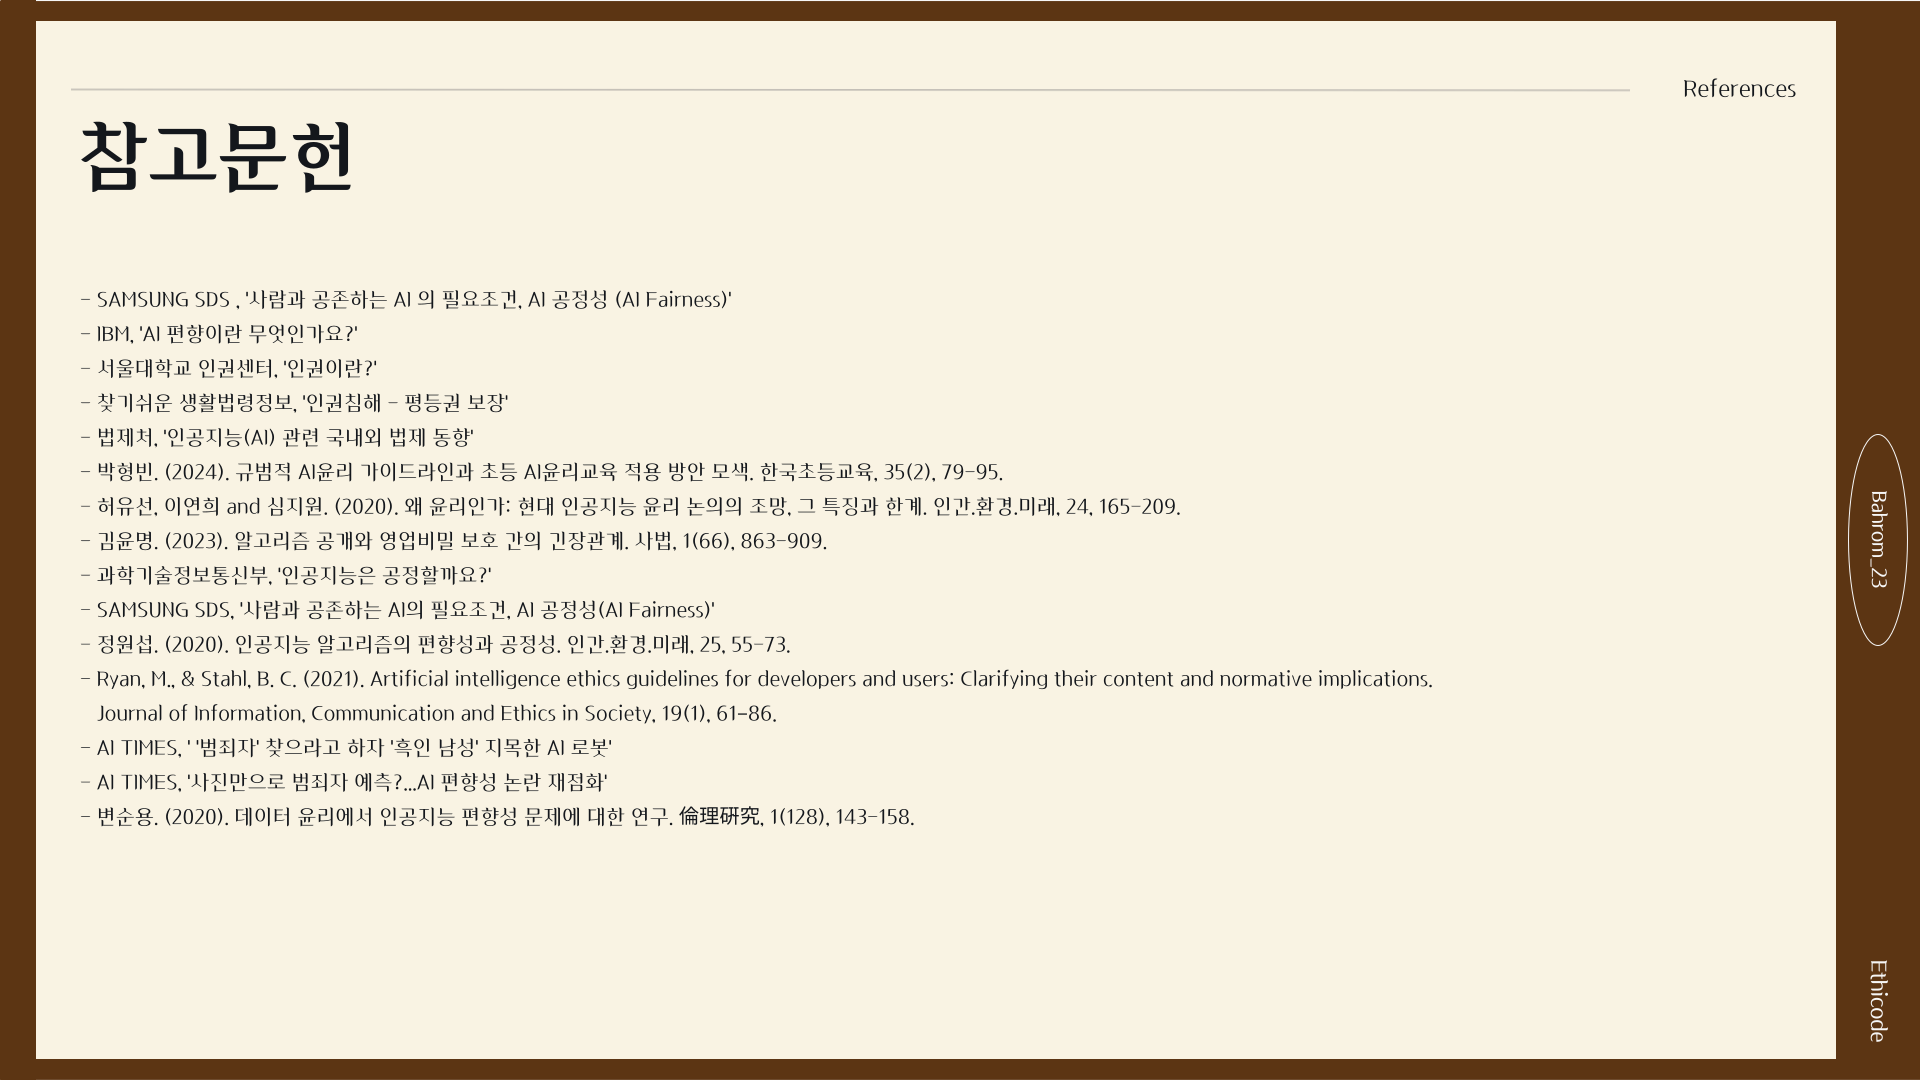 References
참고문헌
- SAMSUNG SDS , '사람과 공존하는 AI 의 필요조건, AI 공정성 (AI Fairness)'
- IBM, 'AI 편향이란 무엇인가요?'
- 서울대학교 인권센터, '인권이란?'
- 찾기쉬운 생활법령정보, '인권침해 - 평등권 보장'
- 법제처, '인공지능(AI) 관련 국내외 법제 동향'
- 박형빈. (2024). 규범적 AI윤리 가이드라인과 초등 AI윤리교육 적용 방안 모색. 한국초등교육, 35(2), 79-95.
- 허유선, 이연희 and 심지원. (2020). 왜 윤리인가: 현대 인공지능 윤리 논의의 조망, 그 특징과 한계. 인간.환경.미래, 24, 165-209.
- 김윤명. (2023). 알고리즘 공개와 영업비밀 보호 간의 긴장관계. 사법, 1(66), 863-909.
- 과학기술정보통신부, '인공지능은 공정할까요?'
- SAMSUNG SDS, '사람과 공존하는 AI의 필요조건, AI 공정성(AI Fairness)'
- 정원섭. (2020). 인공지능 알고리즘의 편향성과 공정성. 인간.환경.미래, 25, 55-73.
- Ryan, M., & Stahl, B. C. (2021). Artificial intelligence ethics guidelines for developers and users: Clarifying their content and normative implications.
Journal of Information, Communication and Ethics in Society, 19(1), 61–86.
- AI TIMES, ' '범죄자' 찾으라고 하자 '흑인 남성' 지목한 AI 로봇'
- AI TIMES, '사진만으로 범죄자 예측?...AI 편향성 논란 재점화'
- 변순용. (2020). 데이터 윤리에서 인공지능 편향성 문제에 대한 연구. 倫理硏究, 1(128), 143-158.
Bahrom_23
Ethicode